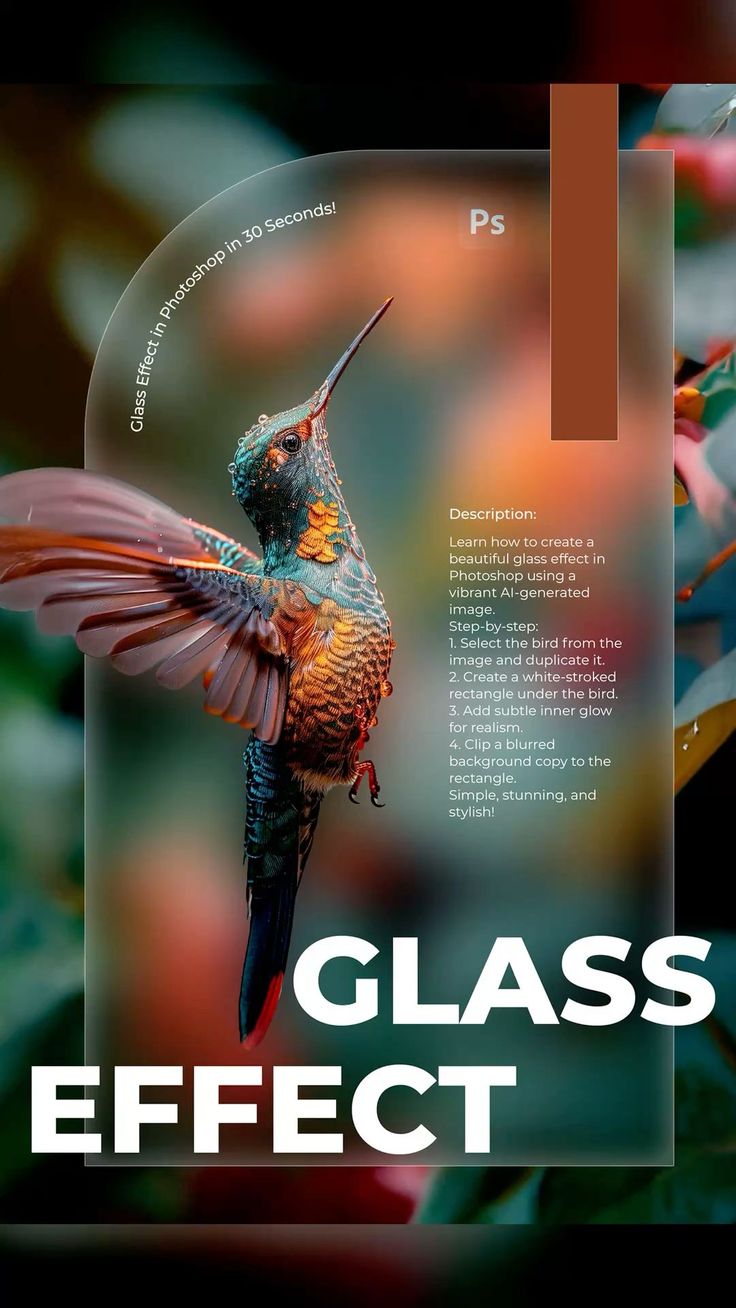 Glass Effect in Photoshop in 30 Seconds!
Ps
Description:
Learn how to create a
beautiful glass effect in
Photoshop using a
vibrant AI-generated
image.
Step-by-step:
1. Select the bird from the
image and duplicate it.
2. Create a white-stroked
rectangle under the bird.
3. Add subtle inner glow
for realism.
4. Clip a blurred
background copy to the
rectangle.
Simple, stunning, and
stylish!
GLASS
EFFECT